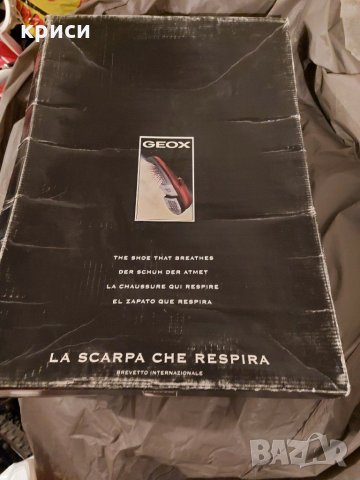 криси
GEOX
THE SHOE THAT BREATHES
DER SCHUH DER ATMET
LA CHAUSSURE QUI RESPIRE
EL ZAPATO QUE RESPIRA
LA SCARPA CHE RESPIRA
BREVETTO INTERNAZIONALE
BAZAR